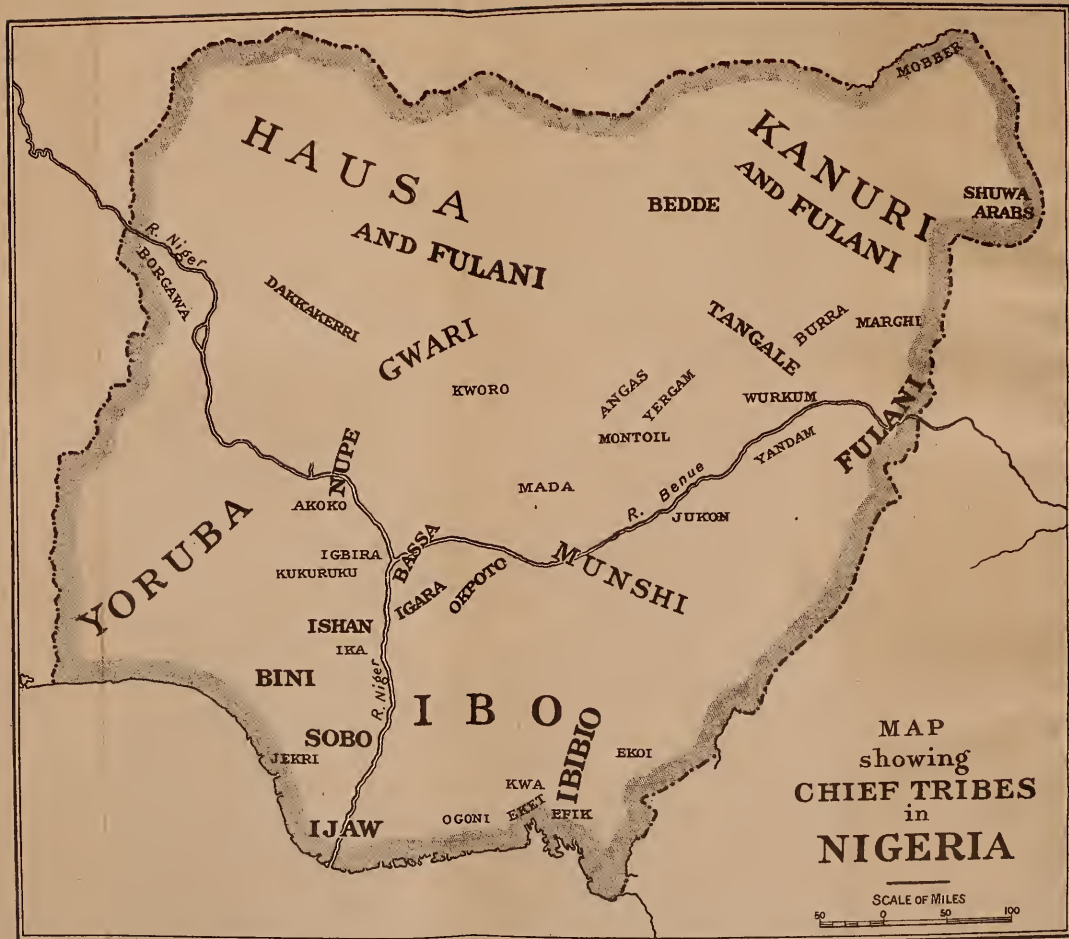 MOBBER
HAUSA
AND FULANI
KANURI
AND FULANI
BEDDE
SHUWA
ARABS
R. Niger
BORGAWA
DAKKAKERRI
GWARI
KWORO
TANGALE
BURRA
MARGHI
ANGAS
YERGAM
MONTOIL
WURKUM
YANDAM
FULANI
NUPE
AKOKO
MADA
R. Benue
JUKON
YORUBA
IGBIRA
KUKURUKU
BASSA
IGARA
OKPOTO
MUNSHI
ISHAN
IKA
BINI
R. Niger
IBO
SOBO
JEKRI
IBIBIO
EKOI
KWA
EKET
EFIK
OGONI
IJAW
MAP
showing
CHIEF TRIBES
in
NIGERIA
SCALE OF MILES
50 0 50 100